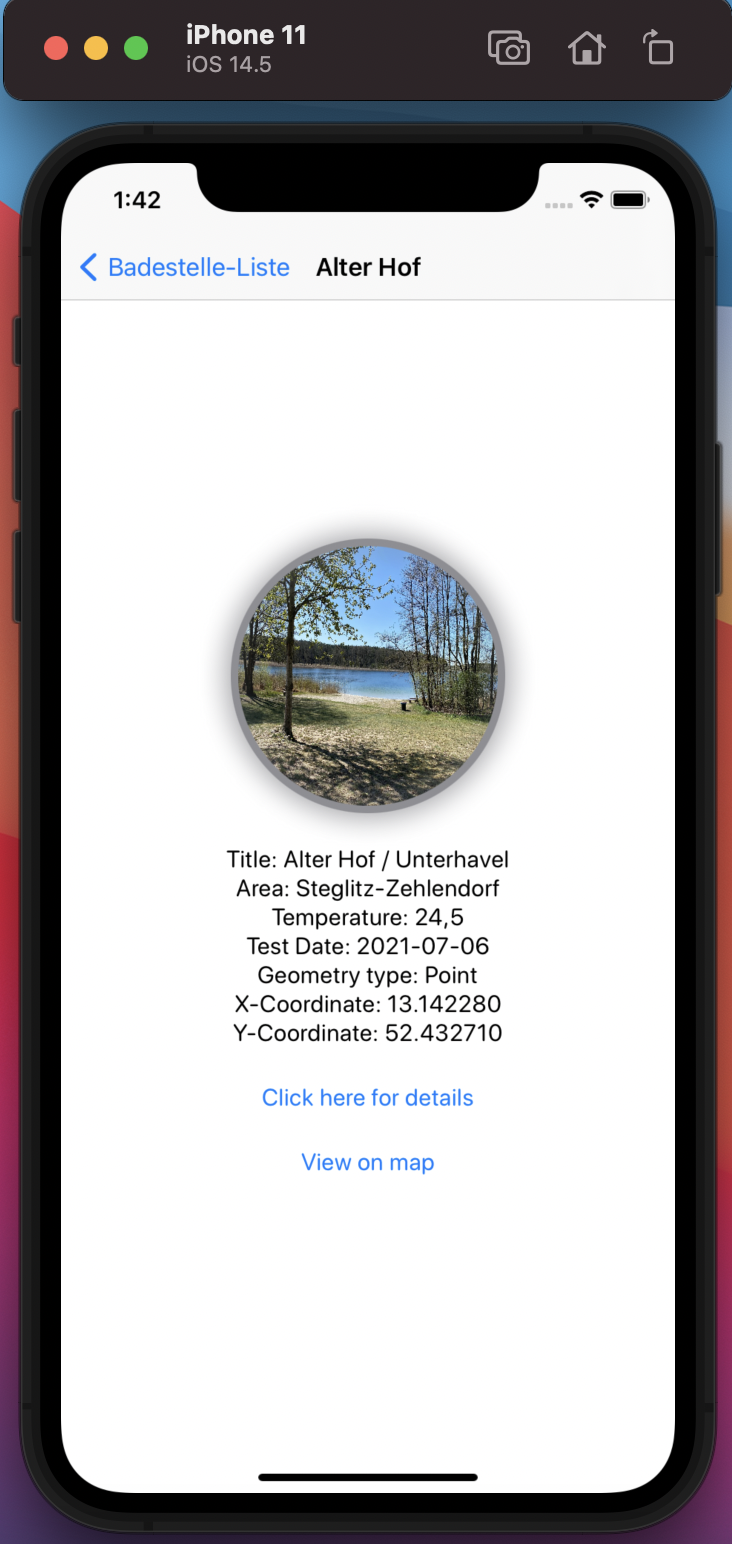 iPhone 11
iOS 14.5
1:42
Badestelle-Liste Alter Hof
Title: Alter Hof / Unterhavel
Area: Steglitz-Zehlendorf
Temperature: 24,5
Test Date: 2021-07-06
Geometry type: Point
X-Coordinate: 13.142280
Y-Coordinate: 52.432710
Click here for details
View on map